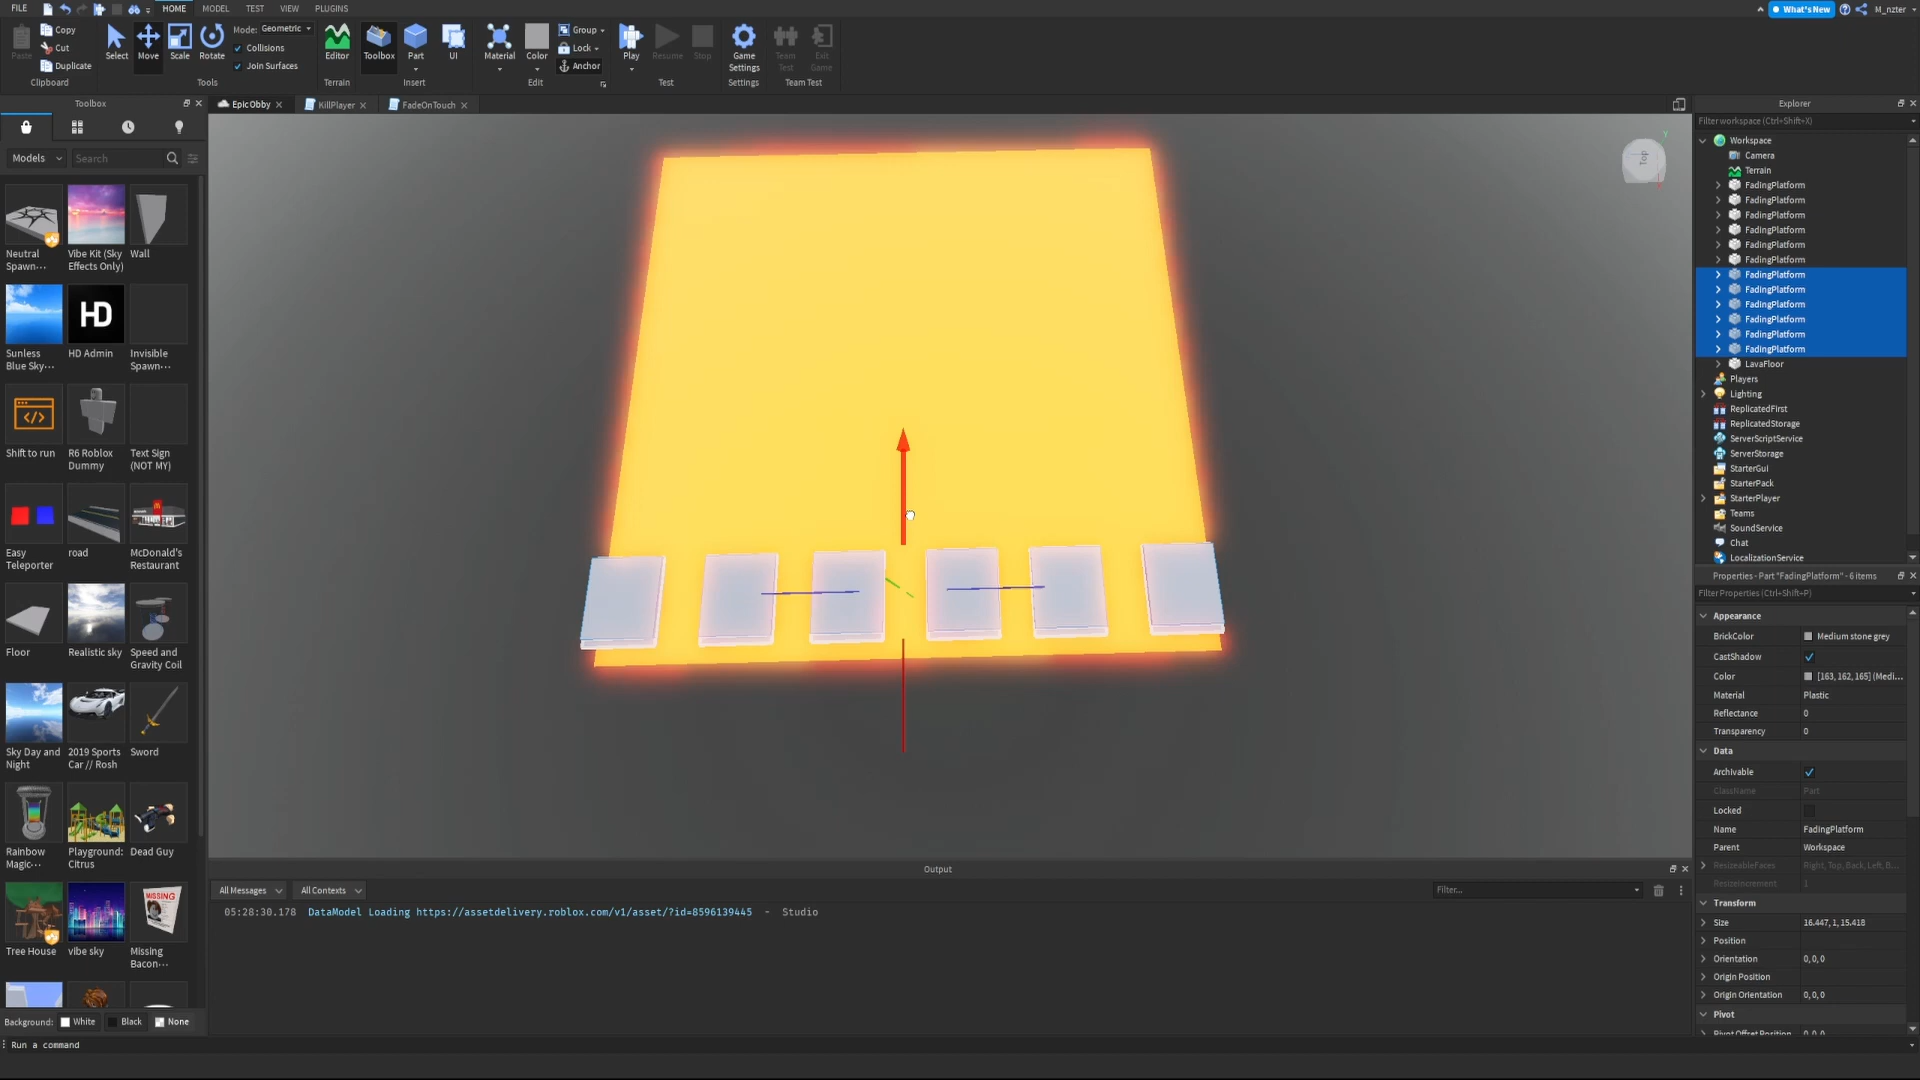 FILE
HOME
MODEL
TEST
VIEW
PLUGINS
What's New
M_nzter
Paste
Copy
Cut
Duplicate
Clipboard
Select
Move
Scale
Rotate
Mode: Geometric
Collisions
Join Surfaces
Tools
Editor
Terrain
Toolbox
Part
UI
Insert
Material
Color
Group
Lock
Anchor
Edit
Play
Resume
Stop
Test
Game
Settings
Settings
Team
Test
Exit
Game
Team Test
Toolbox
EpicObby
KillPlayer
FadeOnTouch
Models
Search
Neutral
Spawn...
Vibe Kit (Sky
Effects Only)
Wall
Sunless
Blue Sky...
HD
HD Admin
Invisible
Spawn...
Shift to run
R6 Roblox
Dummy
Text Sign
(NOT MY)
Easy
Teleporter
road
McDonald's
Restaurant
Floor
Realistic sky
Speed and
Gravity Coil
Sky Day and
Night
2019 Sports
Car // Rosh
Sword
Rainbow
Magic...
Playground:
Citrus
Dead Guy
MISSING
Tree House
vibe sky
Missing
Bacon...
Background:
White
Black
None
Run a command
Top
y
Output
All Messages
All Contexts
Filter...
05:28:30.178 DataModel Loading https://assetdelivery.roblox.com/v1/asset/?id=8596139445 - Studio
Explorer
Filter workspace (Ctrl+Shift+X)
Workspace
Camera
Terrain
FadingPlatform
FadingPlatform
FadingPlatform
FadingPlatform
FadingPlatform
FadingPlatform
FadingPlatform
FadingPlatform
FadingPlatform
FadingPlatform
FadingPlatform
FadingPlatform
LavaFloor
Players
Lighting
ReplicatedFirst
ReplicatedStorage
ServerScriptService
ServerStorage
StarterGui
StarterPack
StarterPlayer
Teams
SoundService
Chat
LocalizationService
Properties - Part "FadingPlatform" - 6 items
Filter Properties (Ctrl+Shift+P)
Appearance
BrickColor Medium stone grey
CastShadow
Color [163, 162, 165] (Medi...
Material Plastic
Reflectance 0
Transparency 0
Data
Archivable
ClassName Part
Locked
Name FadingPlatform
Parent Workspace
ResizeableFaces Right, Top, Back, Left, B...
ResizeIncrement 1
Transform
Size 16.447, 1, 15.418
Position
Orientation 0, 0, 0
Origin Position
Origin Orientation 0, 0, 0
Pivot
Pivot Offset Position 0, 0, 0